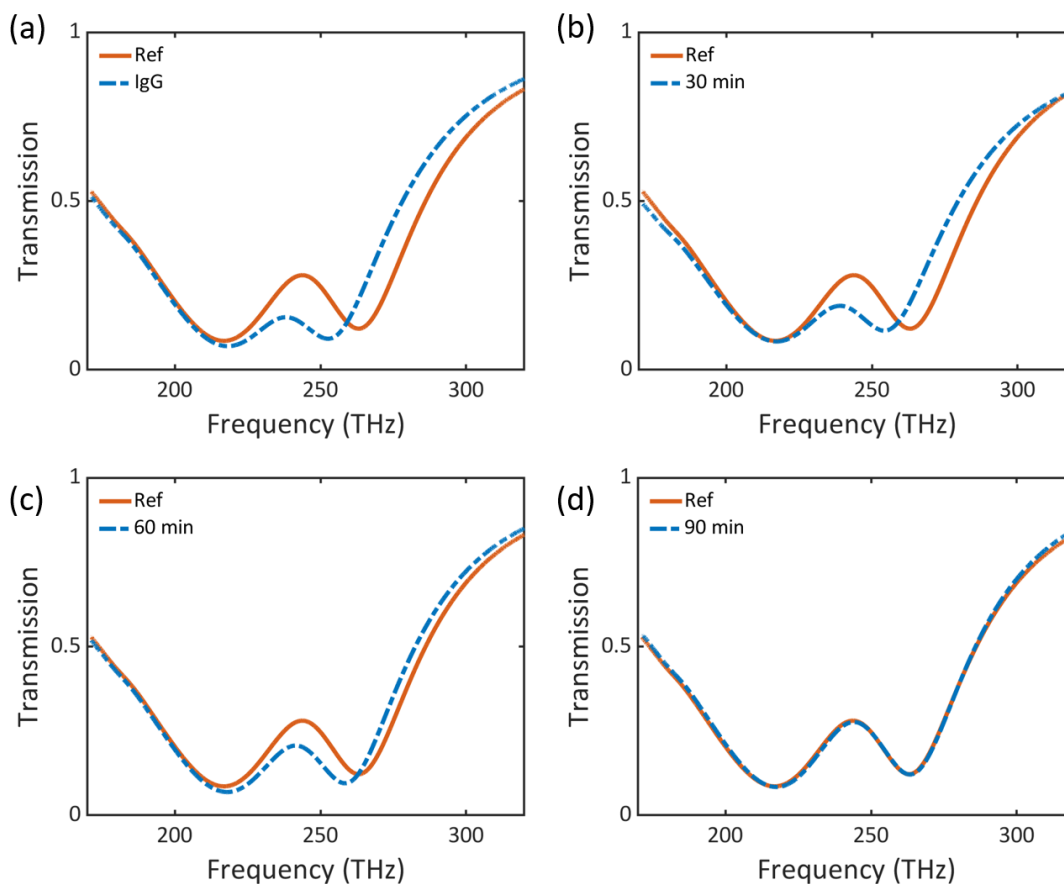 (a)
Ref
IgG
1
0.5
0
Transmission
200
250
300
Frequency (THz)
(b)
Ref
30 min
1
0.5
0
Transmission
200
250
300
Frequency (THz)
(c)
Ref
60 min
1
0.5
0
Transmission
200
250
300
Frequency (THz)
(d)
Ref
90 min
1
0.5
0
Transmission
200
250
300
Frequency (THz)